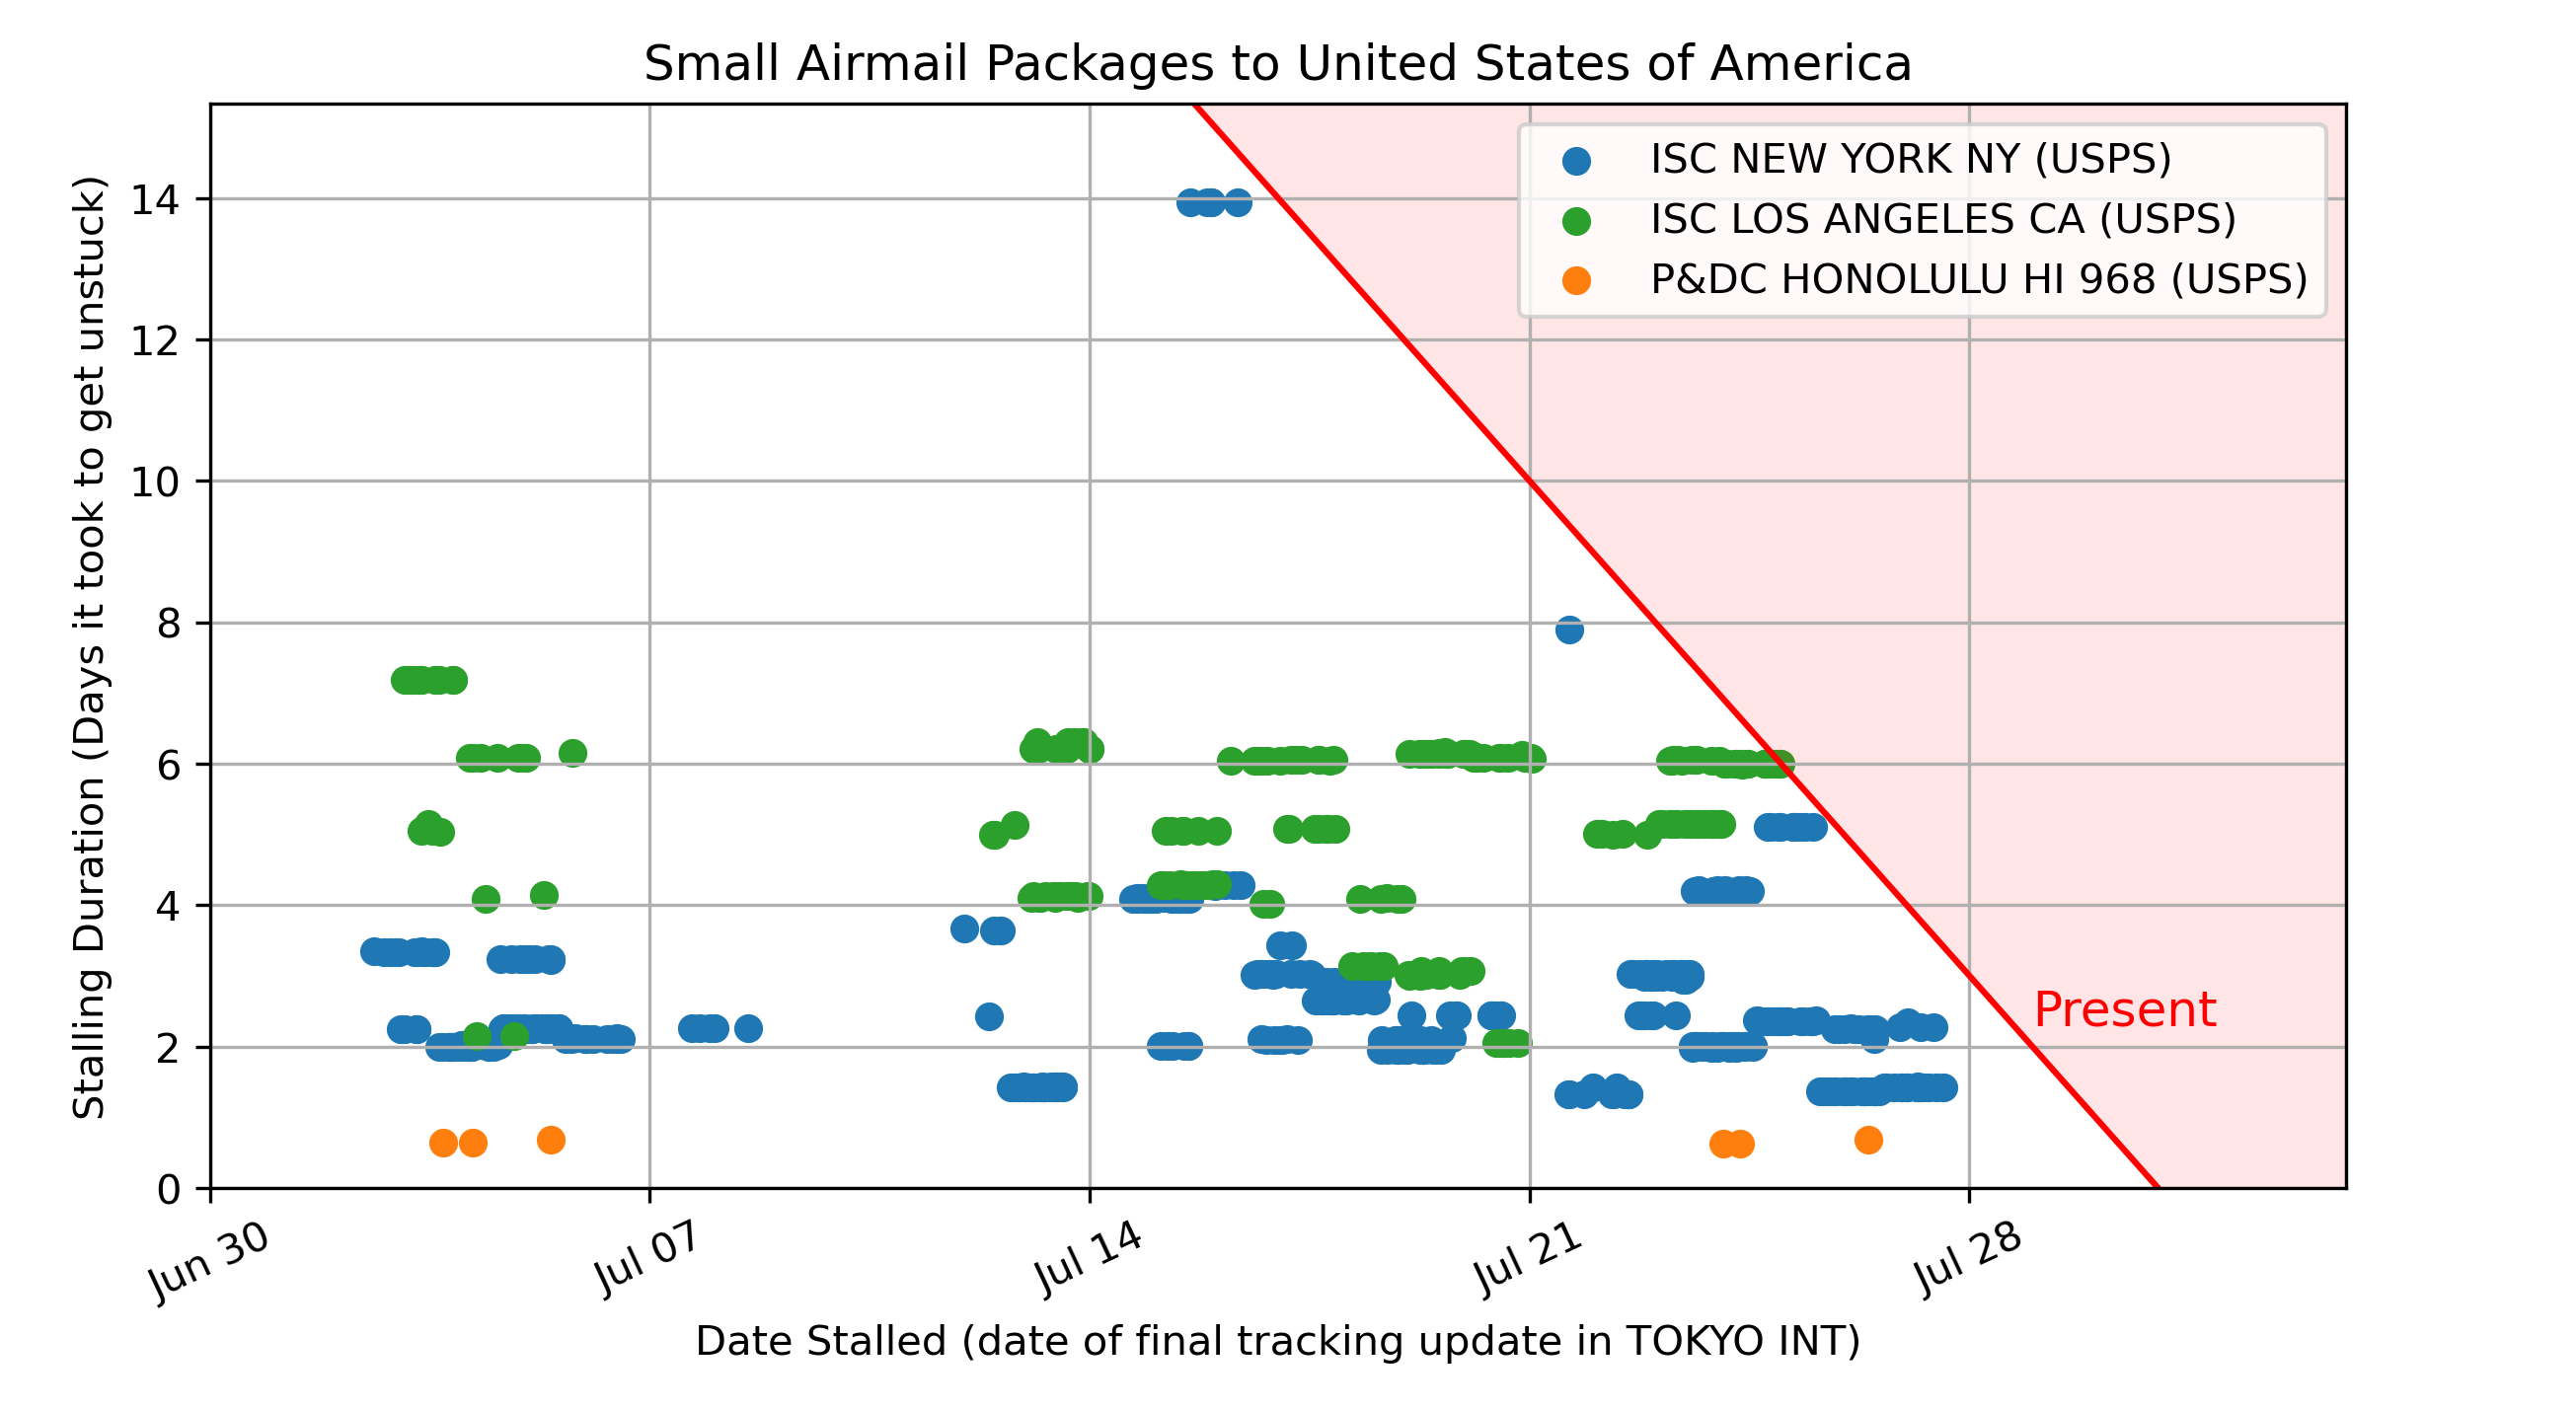 Small Airmail Packages to United States of America
ISC NEW YORK NY (USPS)
ISC LOS ANGELES CA (USPS)
P&DC HONOLULU HI 968 (USPS)
Stalling Duration (Days it took to get unstuck)
14
12
10
8
6
4
2
0
Present
Jun 30
Jul 07
Jul 14
Jul 21
Jul 28
Date Stalled (date of final tracking update in TOKYO INT)